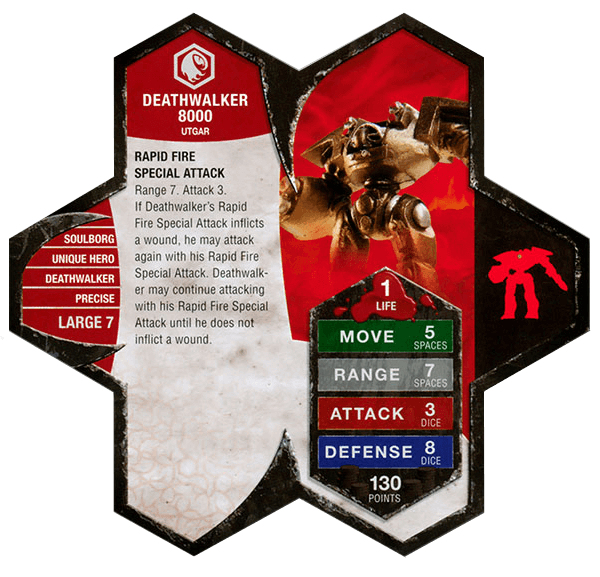 DEATHWALKER
8000
UTGAR
RAPID FIRE
SPECIAL ATTACK
Range 7. Attack 3.
If Deathwalker's Rapid
Fire Special Attack inflicts
a wound, he may attack
again with his Rapid Fire
Special Attack. Deathwalk-
er may continue attacking
with his Rapid Fire Special
Attack until he does not
inflict a wound.
SOULBORG
UNIQUE HERO
DEATHWALKER
PRECISE
LARGE 7
1
LIFE
MOVE 5
SPACES
RANGE 7
SPACES
ATTACK 3
DICE
DEFENSE 8
DICE
130
POINTS